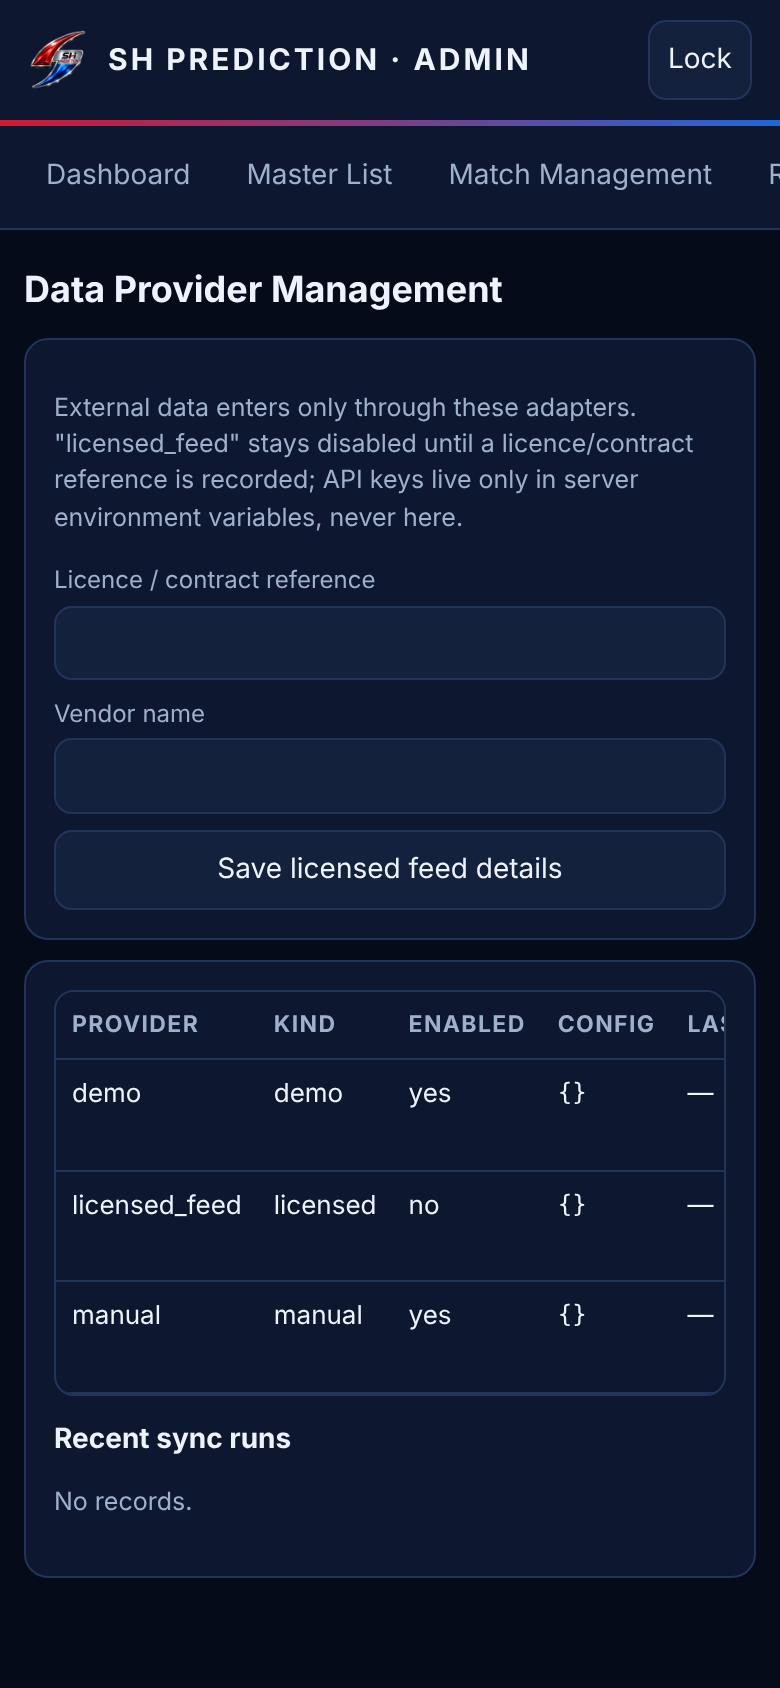 SH PREDICTION · ADMIN
Lock
Dashboard Master List Match Management R
Data Provider Management
External data enters only through these adapters.
"licensed_feed" stays disabled until a licence/contract
reference is recorded; API keys live only in server
environment variables, never here.
Licence / contract reference
Vendor name
Save licensed feed details
PROVIDER KIND ENABLED CONFIG LAS
demo demo yes {} —
licensed_feed licensed no {} —
manual manual yes {} —
Recent sync runs
No records.